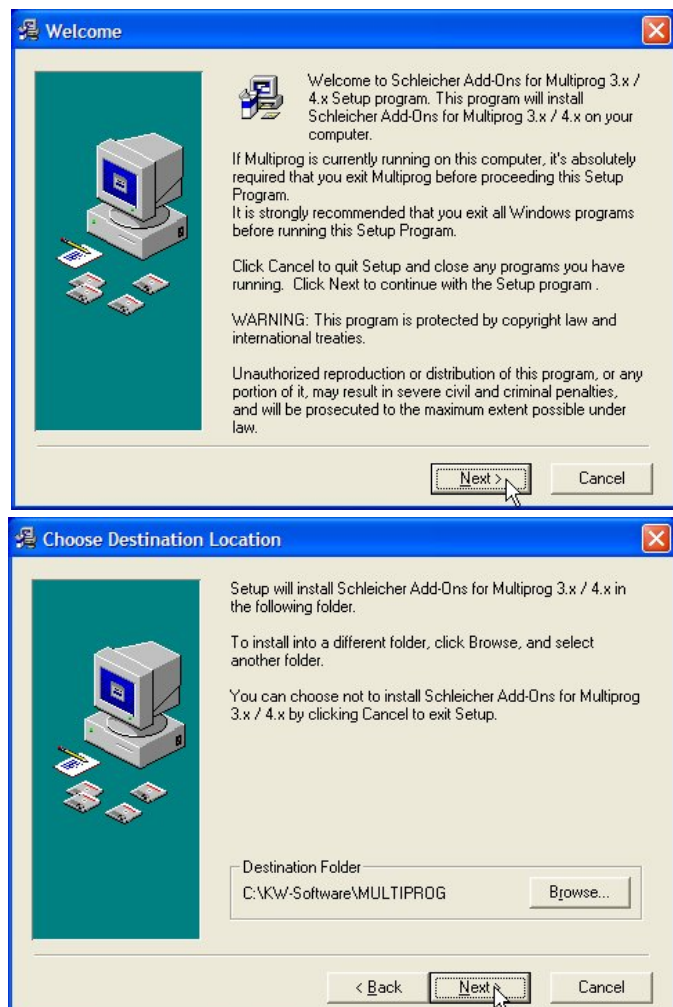 Welcome
Welcome to Schleicher Add-Ons for Multiprog 3.x /
4.x Setup program. This program will install
Schleicher Add-Ons for Multiprog 3.x / 4.x on your
computer.
If Multiprog is currently running on this computer, it's absolutely
required that you exit Multiprog before proceeding this Setup
Program.
It is strongly recommended that you exit all Windows programs
before running this Setup Program.
Click Cancel to quit Setup and close any programs you have
running. Click Next to continue with the Setup program .
WARNING: This program is protected by copyright law and
international treaties.
Unauthorized reproduction or distribution of this program, or any
portion of it, may result in severe civil and criminal penalties,
and will be prosecuted to the maximum extent possible under
law.
Next > Cancel
Choose Destination Location
Setup will install Schleicher Add-Ons for Multiprog 3.x / 4.x in
the following folder.
To install into a different folder, click Browse, and select
another folder.
You can choose not to install Schleicher Add-Ons for Multiprog
3.x / 4.x by clicking Cancel to exit Setup.
Destination Folder
C:\KW-Software\MULTIPROG Browse...
< Back Next > Cancel